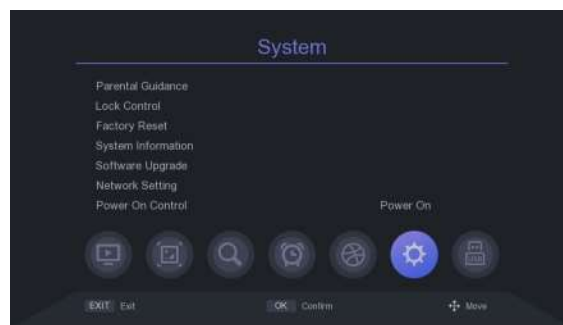 System
Parental Guidance
Lock Control
Factory Reset
System Information
Software Upgrade
Network Setting
Power On Control Power On
USB
EXIT Exit OK Confirm Move